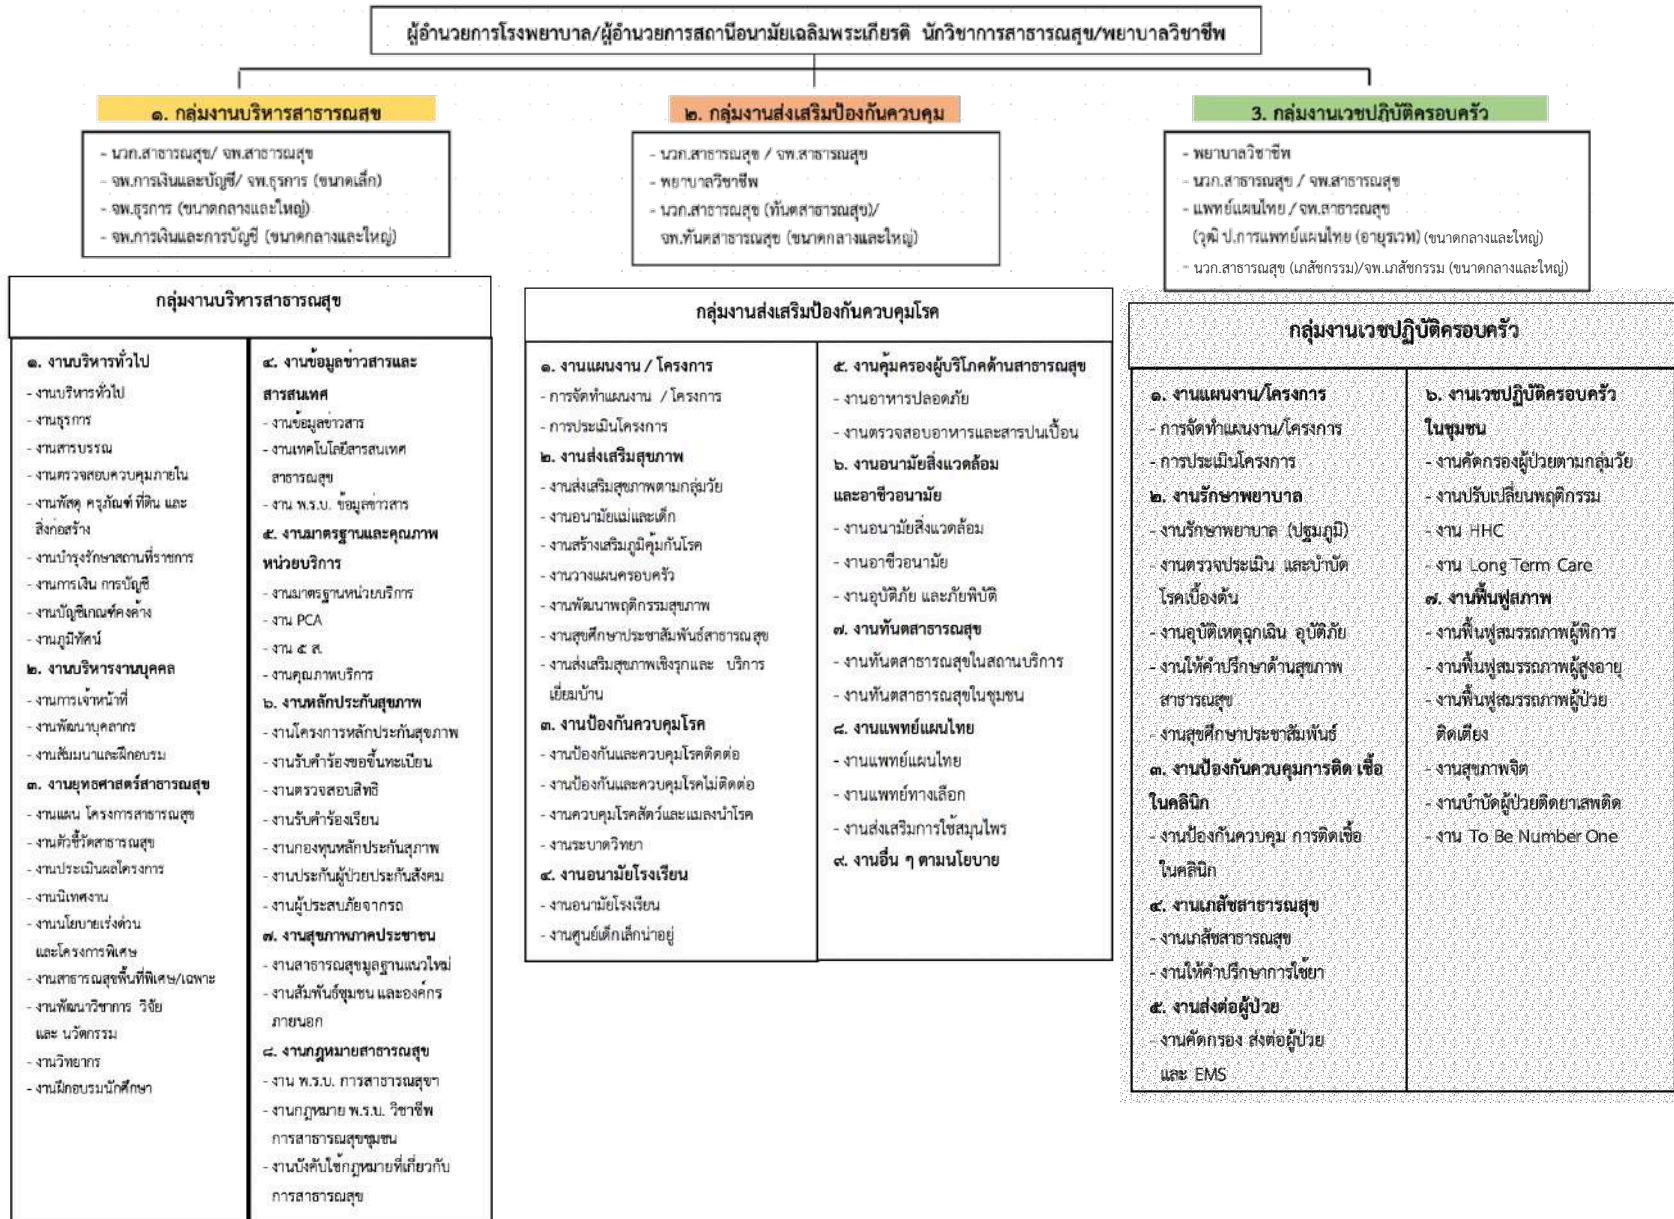 ผู้อำนวยการโรงพยาบาล/ผู้อำนวยการสถานีอนามัยเฉลิมพระเกียรติ นักวิชาการสาธารณสุข/พยาบาลวิชาชีพ
๑. กลุ่มงานบริหารสาธารณสุข
- นวก.สาธารณสุข/ จพ.สาธารณสุข
- จพ.การเงินและบัญชี/ จพ.ธุรการ (ขนาดเล็ก)
- จพ.ธุรการ (ขนาดกลางและใหญ่)
- จพ.การเงินและการบัญชี (ขนาดกลางและใหญ่)
๒. กลุ่มงานส่งเสริมป้องกันควบคุม
- นวก.สาธารณสุข / จพ.สาธารณสุข
- พยาบาลวิชาชีพ
- นวก.สาธารณสุข (ทันตสาธารณสุข)/
จพ.ทันตสาธารณสุข (ขนาดกลางและใหญ่)
3. กลุ่มงานเวชปฏิบัติครอบครัว
- พยาบาลวิชาชีพ
- นวก.สาธารณสุข / จพ.สาธารณสุข
- แพทย์แผนไทย / จพ.สาธารณสุข
(วุฒิ ป.การแพทย์แผนไทย (อายุรเวท) (ขนาดกลางและใหญ่)
- นวก.สาธารณสุข (เภสัชกรรม)/จพ.เภสัชกรรม (ขนาดกลางและใหญ่)
กลุ่มงานบริหารสาธารณสุข
๑. งานบริหารทั่วไป
- งานบริหารทั่วไป
- งานธุรการ
- งานสารบรรณ
- งานตรวจสอบควบคุมภายใน
- งานพัสดุ ครุภัณฑ์ ที่ดิน และ
สิ่งก่อสร้าง
- งานบำรุงรักษาสถานที่ราชการ
- งานการเงิน การบัญชี
- งานบัญชีเกณฑ์คงค้าง
- งานภูมิทัศน์
๒. งานบริหารงานบุคคล
- งานการเจ้าหน้าที่
- งานพัฒนาบุคลากร
- งานสัมมนาและฝึกอบรม
๓. งานยุทธศาสตร์สาธารณสุข
- งานแผน โครงการสาธารณสุข
- งานตัวชี้วัดสาธารณสุข
- งานประเมินผลโครงการ
- งานนิเทศงาน
- งานนโยบายเร่งด่วน
และโครงการพิเศษ
- งานสาธารณสุขพื้นที่พิเศษ/เฉพาะ
- งานพัฒนาวิชาการ วิจัย
และ นวัตกรรม
- งานวิทยากร
- งานฝึกอบรมนักศึกษา
๔. งานข้อมูลข่าวสารและ
สารสนเทศ
- งานข้อมูลข่าวสาร
- งานเทคโนโลยีสารสนเทศ
สาธารณสุข
- งาน พ.ร.บ. ข้อมูลข่าวสาร
๕. งานมาตรฐานและคุณภาพ
หน่วยบริการ
- งานมาตรฐานหน่วยบริการ
- งาน PCA
- งาน ๕ ส.
- งานคุณภาพบริการ
๖. งานหลักประกันสุขภาพ
- งานโครงการหลักประกันสุขภาพ
- งานรับคำร้องขอขึ้นทะเบียน
- งานตรวจสอบสิทธิ
- งานรับคำร้องเรียน
- งานกองทุนหลักประกันสุภาพ
- งานประกันผู้ป่วยประกันสังคม
- งานผู้ประสบภัยจากรถ
๗. งานสุขภาพภาคประชาชน
- งานสาธารณสุขมูลฐานแนวใหม่
- งานสัมพันธ์ชุมชน และองค์กร
ภายนอก
๘. งานกฎหมายสาธารณสุข
- งาน พ.ร.บ. การสาธารณสุขฯ
- งานกฎหมาย พ.ร.บ. วิชาชีพ
การสาธารณสุขชุมชน
- งานบังคับใช้กฎหมายที่เกี่ยวกับ
การสาธารณสุข
กลุ่มงานส่งเสริมป้องกันควบคุมโรค
๑. งานแผนงาน / โครงการ
- การจัดทำแผนงาน / โครงการ
- การประเมินโครงการ
๒. งานส่งเสริมสุขภาพ
- งานส่งเสริมสุขภาพตามกลุ่มวัย
- งานอนามัยแม่และเด็ก
- งานสร้างเสริมภูมิคุ้มกันโรค
- งานวางแผนครอบครัว
- งานพัฒนาพฤติกรรมสุขภาพ
- งานสุขศึกษาประชาสัมพันธ์สาธารณสุข
- งานส่งเสริมสุขภาพเชิงรุกและ บริการ
เยี่ยมบ้าน
๓. งานป้องกันควบคุมโรค
- งานป้องกันและควบคุมโรคติดต่อ
- งานป้องกันและควบคุมโรคไม่ติดต่อ
- งานควบคุมโรคสัตว์และแมลงนำโรค
- งานระบาดวิทยา
๔. งานอนามัยโรงเรียน
- งานอนามัยโรงเรียน
- งานศูนย์เด็กเล็กน่าอยู่
๕. งานคุ้มครองผู้บริโภคด้านสาธารณสุข
- งานอาหารปลอดภัย
- งานตรวจสอบอาหารและสารปนเปื้อน
๖. งานอนามัยสิ่งแวดล้อม
และอาชีวอนามัย
- งานอนามัยสิ่งแวดล้อม
- งานอาชีวอนามัย
- งานอุบัติภัย และภัยพิบัติ
๗. งานทันตสาธารณสุข
- งานทันตสาธารณสุขในสถานบริการ
- งานทันตสาธารณสุขในชุมชน
๘. งานแพทย์แผนไทย
- งานแพทย์แผนไทย
- งานแพทย์ทางเลือก
- งานส่งเสริมการใช้สมุนไพร
๙. งานอื่น ๆ ตามนโยบาย
กลุ่มงานเวชปฏิบัติครอบครัว
๑. งานแผนงาน/โครงการ
- การจัดทำแผนงาน/โครงการ
- การประเมินโครงการ
๒. งานรักษาพยาบาล
- งานรักษาพยาบาล (ปฐมภูมิ)
- งานตรวจประเมิน และบำบัด
โรคเบื้องต้น
- งานอุบัติเหตุฉุกเฉิน อุบัติภัย
- งานให้คำปรึกษาด้านสุขภาพ
สาธารณสุข
- งานสุขศึกษาประชาสัมพันธ์
๓. งานป้องกันควบคุมการติด เชื้อ
ในคลินิก
- งานป้องกันควบคุม การติดเชื้อ
ในคลินิก
๔. งานเภสัชสาธารณสุข
- งานเภสัชสาธารณสุข
- งานให้คำปรึกษาการใช้ยา
๕. งานส่งต่อผู้ป่วย
- งานคัดกรอง ส่งต่อผู้ป่วย
และ EMS
๖. งานเวชปฏิบัติครอบครัว
ในชุมชน
- งานคัดกรองผู้ป่วยตามกลุ่มวัย
- งานปรับเปลี่ยนพฤติกรรม
- งาน HHC
- งาน Long Term Care
๗. งานฟื้นฟูสภาพ
- งานฟื้นฟูสมรรถภาพผู้พิการ
- งานฟื้นฟูสมรรถภาพผู้สูงอายุ
- งานฟื้นฟูสมรรถภาพผู้ป่วย
ติดเตียง
- งานสุขภาพจิต
- งานบำบัดผู้ป่วยติดยาเสพติด
- งาน To Be Number One